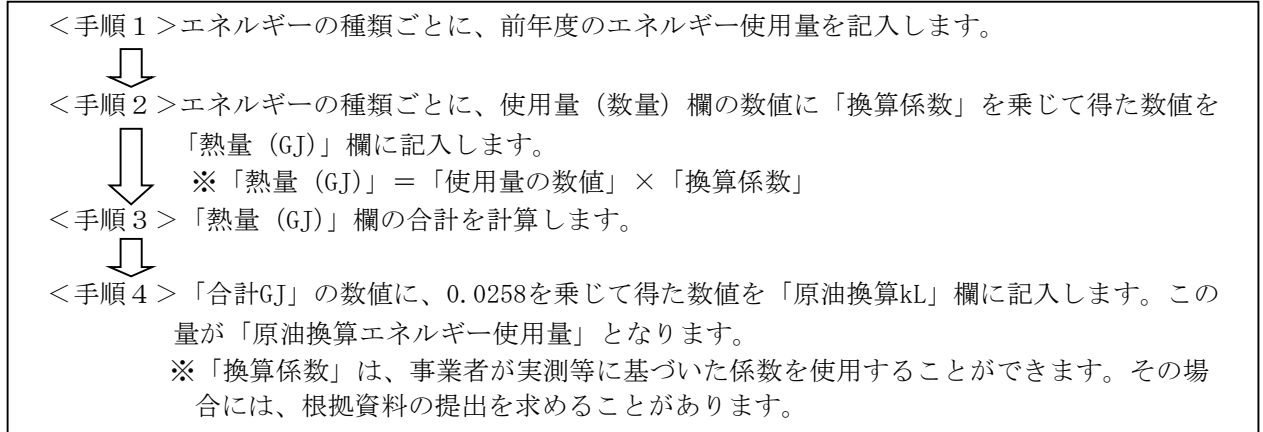 ＜手順１＞エネルギーの種類ごとに、前年度のエネルギー使用量を記入します。
＜手順２＞エネルギーの種類ごとに、使用量（数量）欄の数値に「換算係数」を乗じて得た数値を
「熱量（GJ）」欄に記入します。
※「熱量（GJ）」＝「使用量の数値」×「換算係数」
＜手順３＞「熱量（GJ）」欄の合計を計算します。
＜手順４＞「合計GJ」の数値に、0.0258を乗じて得た数値を「原油換算kL」欄に記入します。この
量が「原油換算エネルギー使用量」となります。
※「換算係数」は、事業者が実測等に基づいた係数を使用することができます。その場
合には、根拠資料の提出を求めることがあります。